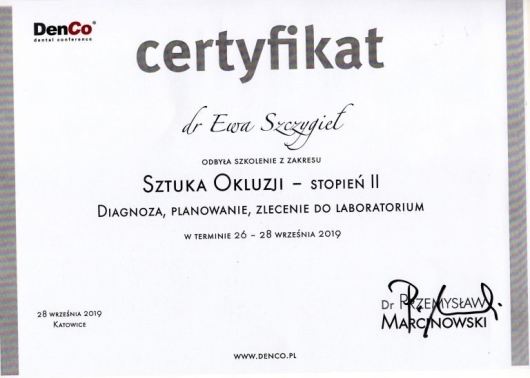 DenCo®
dental conference
certyfikat
dr Ewa Szczygieł
ODBYŁA SZKOLENIE Z ZAKRESU
SZTUKA OKLUZJI – STOPIEŃ II
DIAGNOZA, PLANOWANIE, ZLECENIE DO LABORATORIUM
W TERMINIE 26 – 28 WRZEŚNIA 2019
28 WRZEŚNIA 2019
KATOWICE
DR PRZEMYSŁAW
MARCINOWSKI
WWW.DENCO.PL